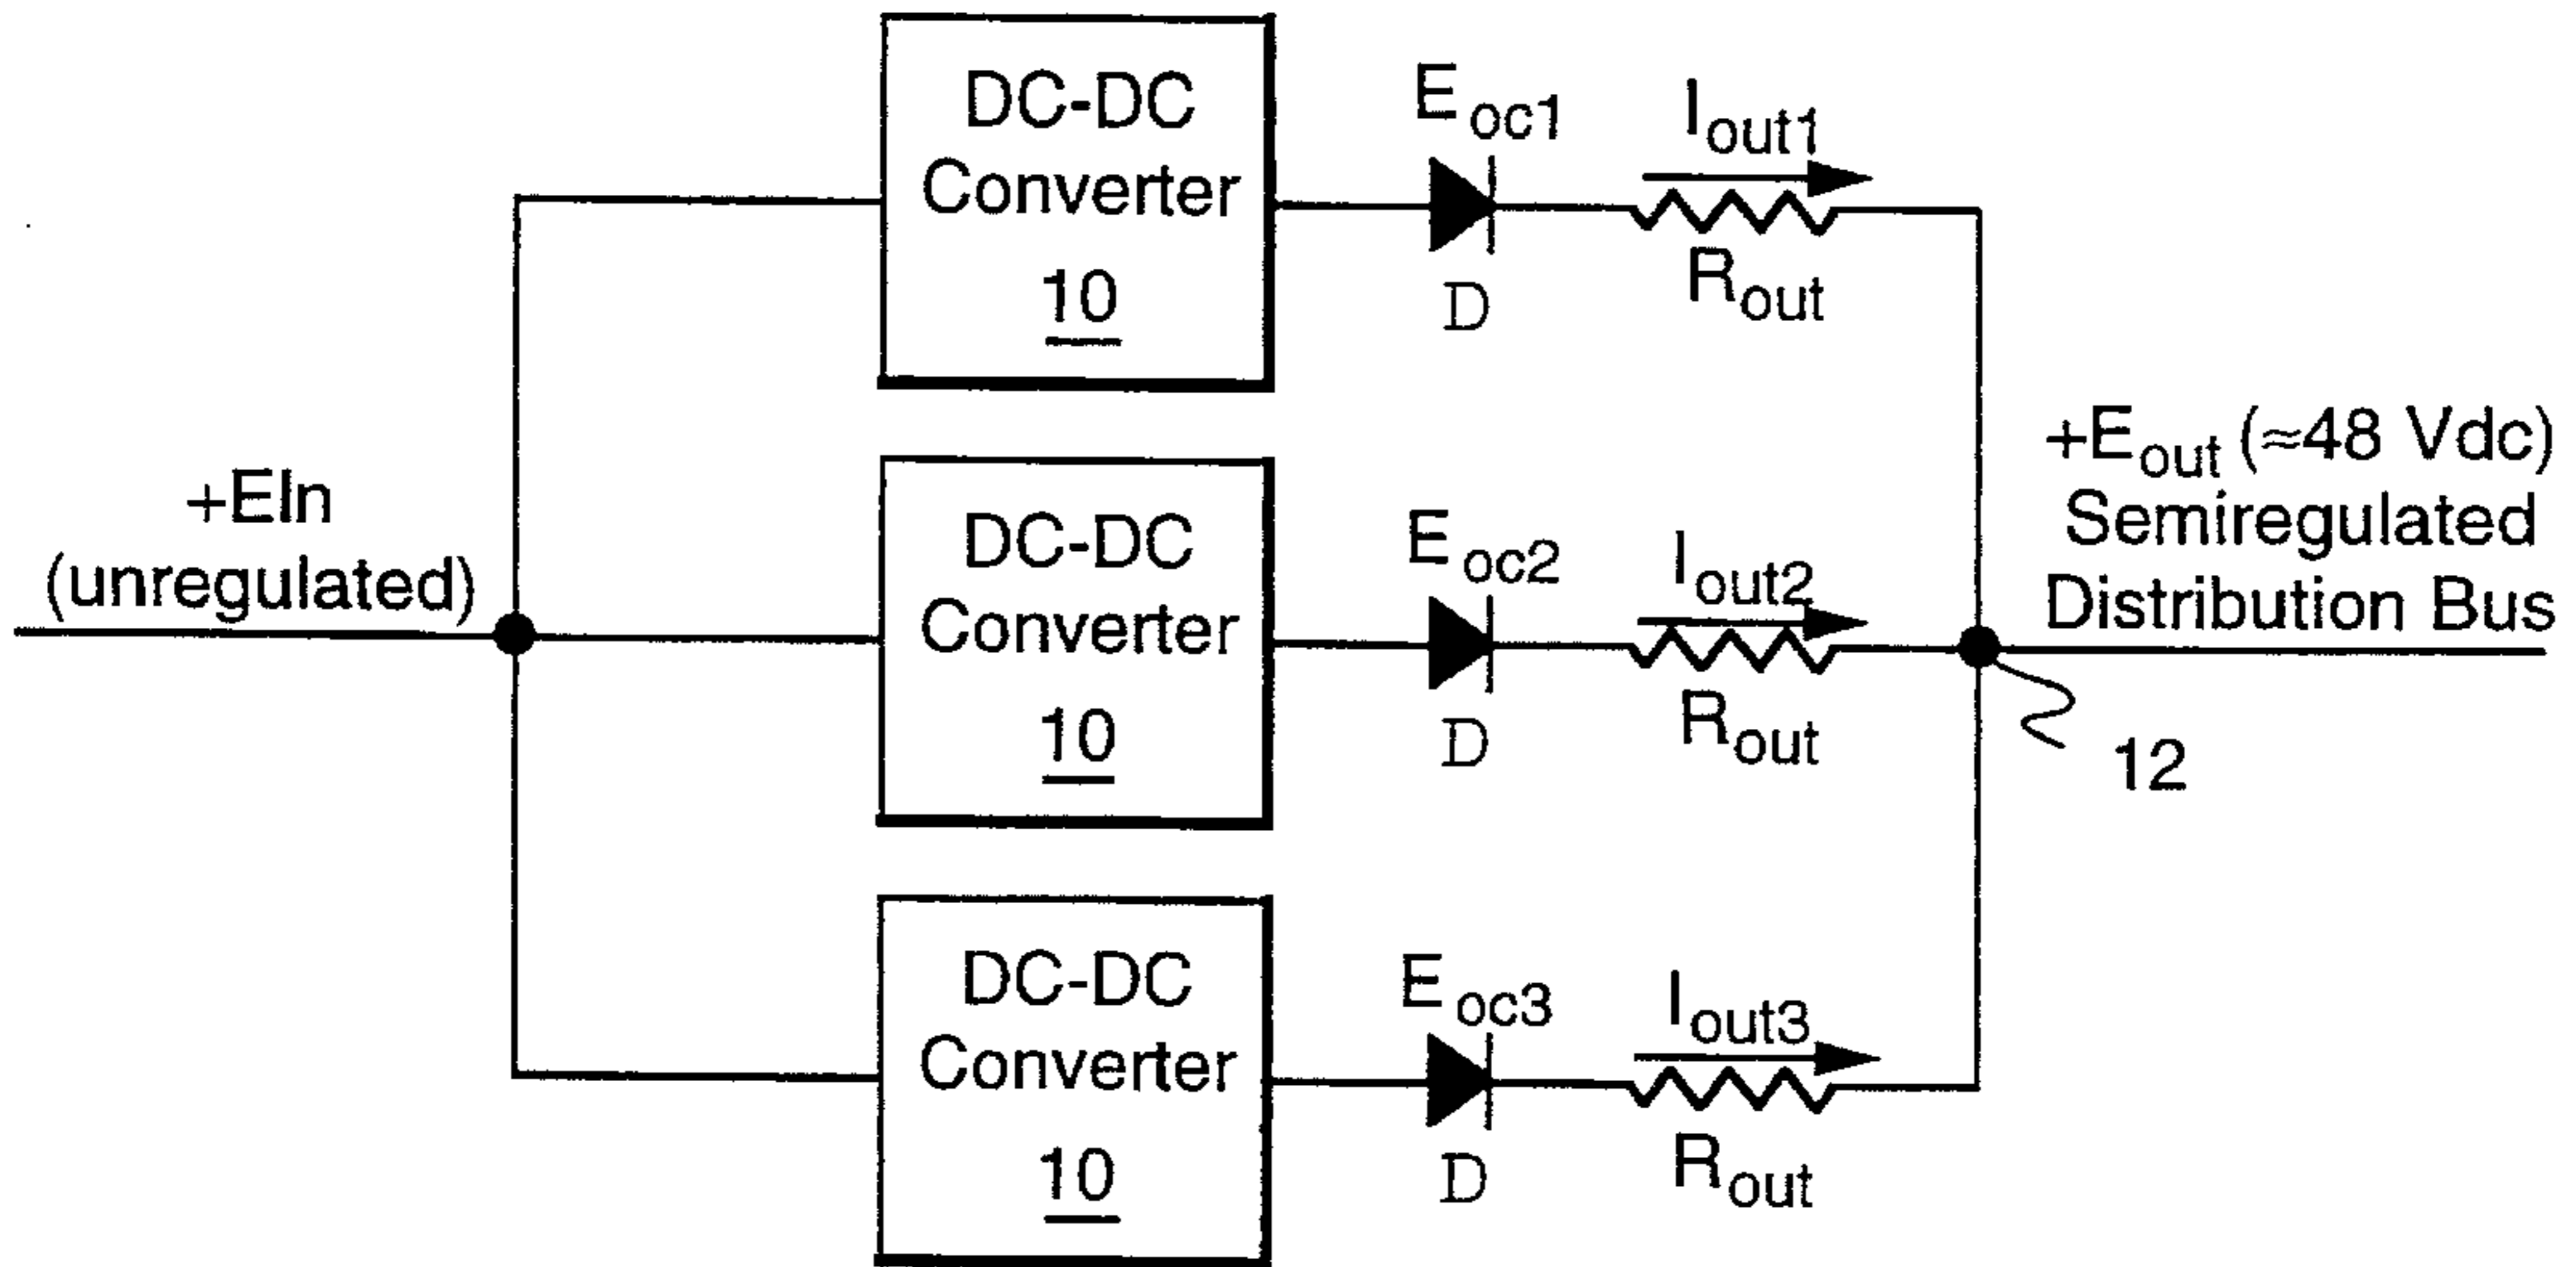 DC-DC
Converter
10
E oc1
I out1
D
R out
+EIn
(unregulated)
DC-DC
Converter
10
E oc2
I out2
D
R out
+E out (≈48 Vdc)
Semiregulated
Distribution Bus
12
DC-DC
Converter
10
E oc3
I out3
D
R out